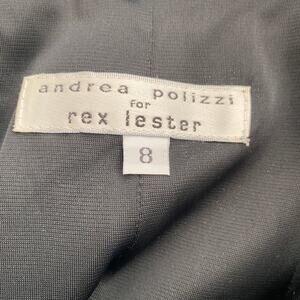 andrea polizzi
for
rex lester
8